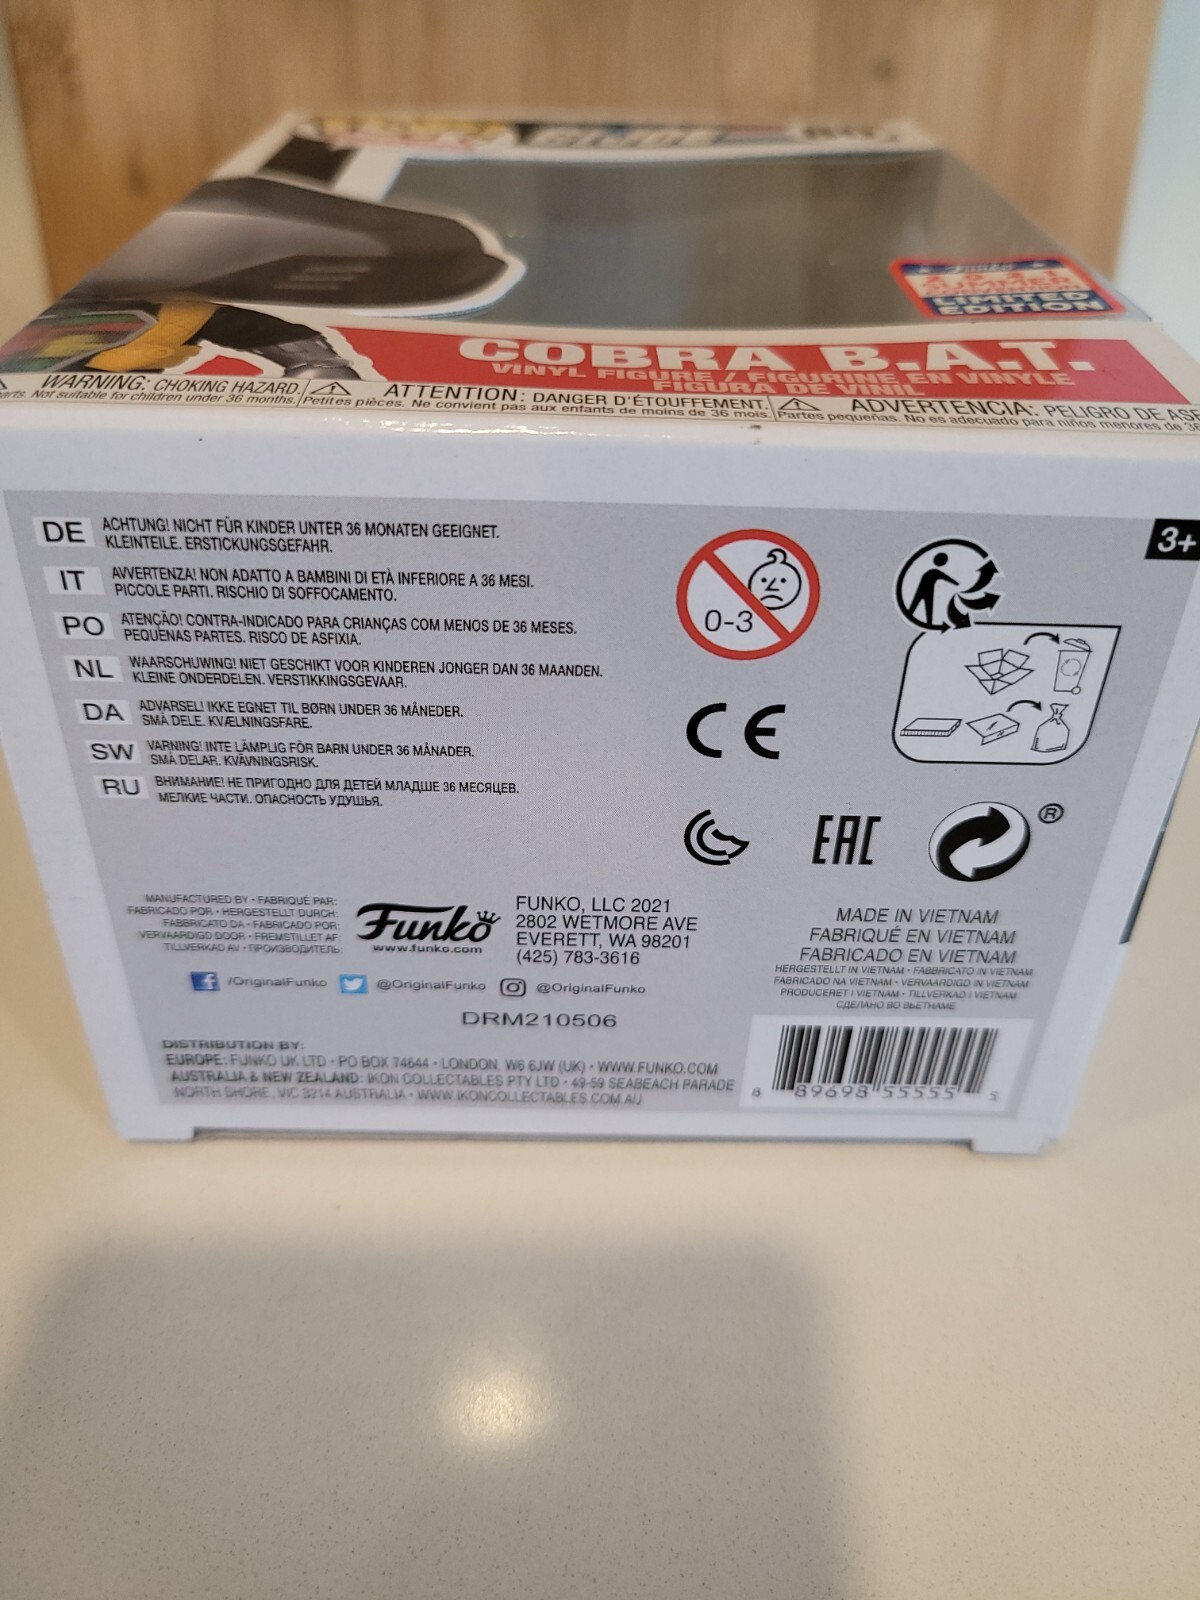 GI JOE
SUMMER
LIMITED
EDITION
COBRA B.A.T.
VINYL FIGURE / FIGURINE EN VINYLE
FIGURA DE VINIL
WARNING: CHOKING HAZARD.
arts. Not suitable for children under 36 months.
ATTENTION: DANGER D'ÉTOUFFEMENT.
Petites pièces. Ne convient pas aux enfants de moins de 36 mois.
ADVERTENCIA: PELIGRO DE ASF
Partes pequeñas. No es adecuado para niños menores de 36
DE ACHTUNG! NICHT FÜR KINDER UNTER 36 MONATEN GEEIGNET.
KLEINTEILE. ERSTICKUNGSGEFAHR.
IT AVVERTENZA! NON ADATTO A BAMBINI DI ETÀ INFERIORE A 36 MESI.
PICCOLE PARTI. RISCHIO DI SOFFOCAMENTO.
PO ATENÇÃO! CONTRA-INDICADO PARA CRIANÇAS COM MENOS DE 36 MESES.
PEQUENAS PARTES. RISCO DE ASFIXIA.
NL WAARSCHUWING! NIET GESCHIKT VOOR KINDEREN JONGER DAN 36 MAANDEN.
KLEINE ONDERDELEN. VERSTIKKINGSGEVAAR.
DA ADVARSEL! IKKE EGNET TIL BØRN UNDER 36 MÅNEDER.
SMÅ DELE. KVÆLNINGSFARE.
SW VARNING! INTE LÄMPLIG FÖR BARN UNDER 36 MÅNADER.
SMÅ DELAR. KVÄVNINGSRISK.
RU ВНИМАНИЕ! НЕ ПРИГОДНО ДЛЯ ДЕТЕЙ МЛАДШЕ 36 МЕСЯЦЕВ.
МЕЛКИЕ ЧАСТИ. ОПАСНОСТЬ УДУШЬЯ.
0-3
3+
CE
EAC
®
MANUFACTURED BY • FABRIQUÉ PAR:
FABRICADO POR • HERGESTELLT DURCH:
FABBRICATO DA • FABRICADO POR:
VERVAARDIGD DOOR • FREMSTILLET AF:
TILLVERKAD AV • ПРОИЗВОДИТЕЛЬ:
Funko
www.funko.com
FUNKO, LLC 2021
2802 WETMORE AVE
EVERETT, WA 98201
(425) 783-3616
/OriginalFunko @OriginalFunko @OriginalFunko
DRM210506
MADE IN VIETNAM
FABRIQUÉ EN VIETNAM
FABRICADO EN VIETNAM
HERGESTELLT IN VIETNAM • FABBRICATO IN VIETNAM
FABRICADO NA VIETNAM • VERVAARDIGD IN VIETNAM
PRODUCERET I VIETNAM • TILLVERKAD I VIETNAM
СДЕЛАНО ВО ВЬЕТНАМЕ
DISTRIBUTION BY:
EUROPE: FUNKO UK LTD • PO BOX 74644 • LONDON, W6 6JW (UK) • WWW.FUNKO.COM
AUSTRALIA & NEW ZEALAND: IKON COLLECTABLES PTY LTD • 49-59 SEABEACH PARADE
NORTH SHORE, VIC 3214 AUSTRALIA • WWW.IKONCOLLECTABLES.COM.AU
8 89698 55555 5